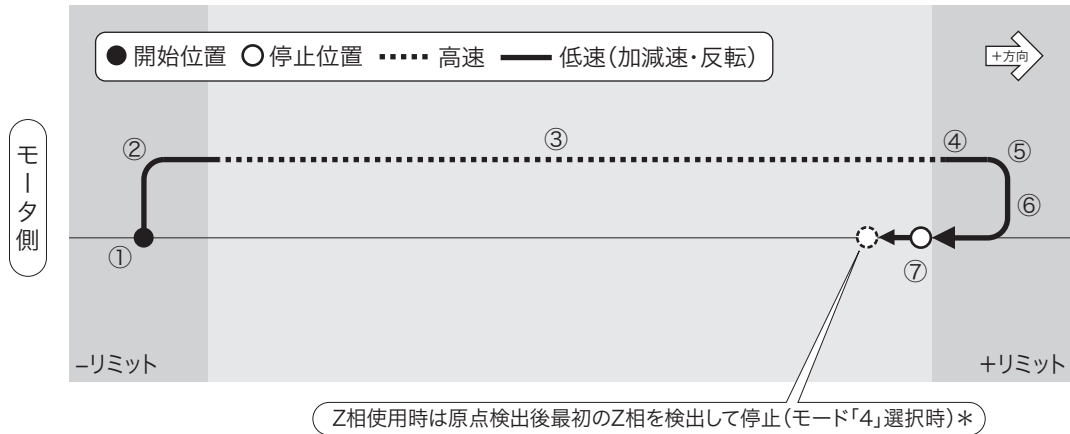 ●開始位置 ○停止位置 高速 低速(加減速･反転)
+方向
モータ側
②
③
④
⑤
⑥
①
⑦
−リミット
+リミット
Z相使用時は原点検出後最初のZ相を検出して停止(モード「4」選択時)＊